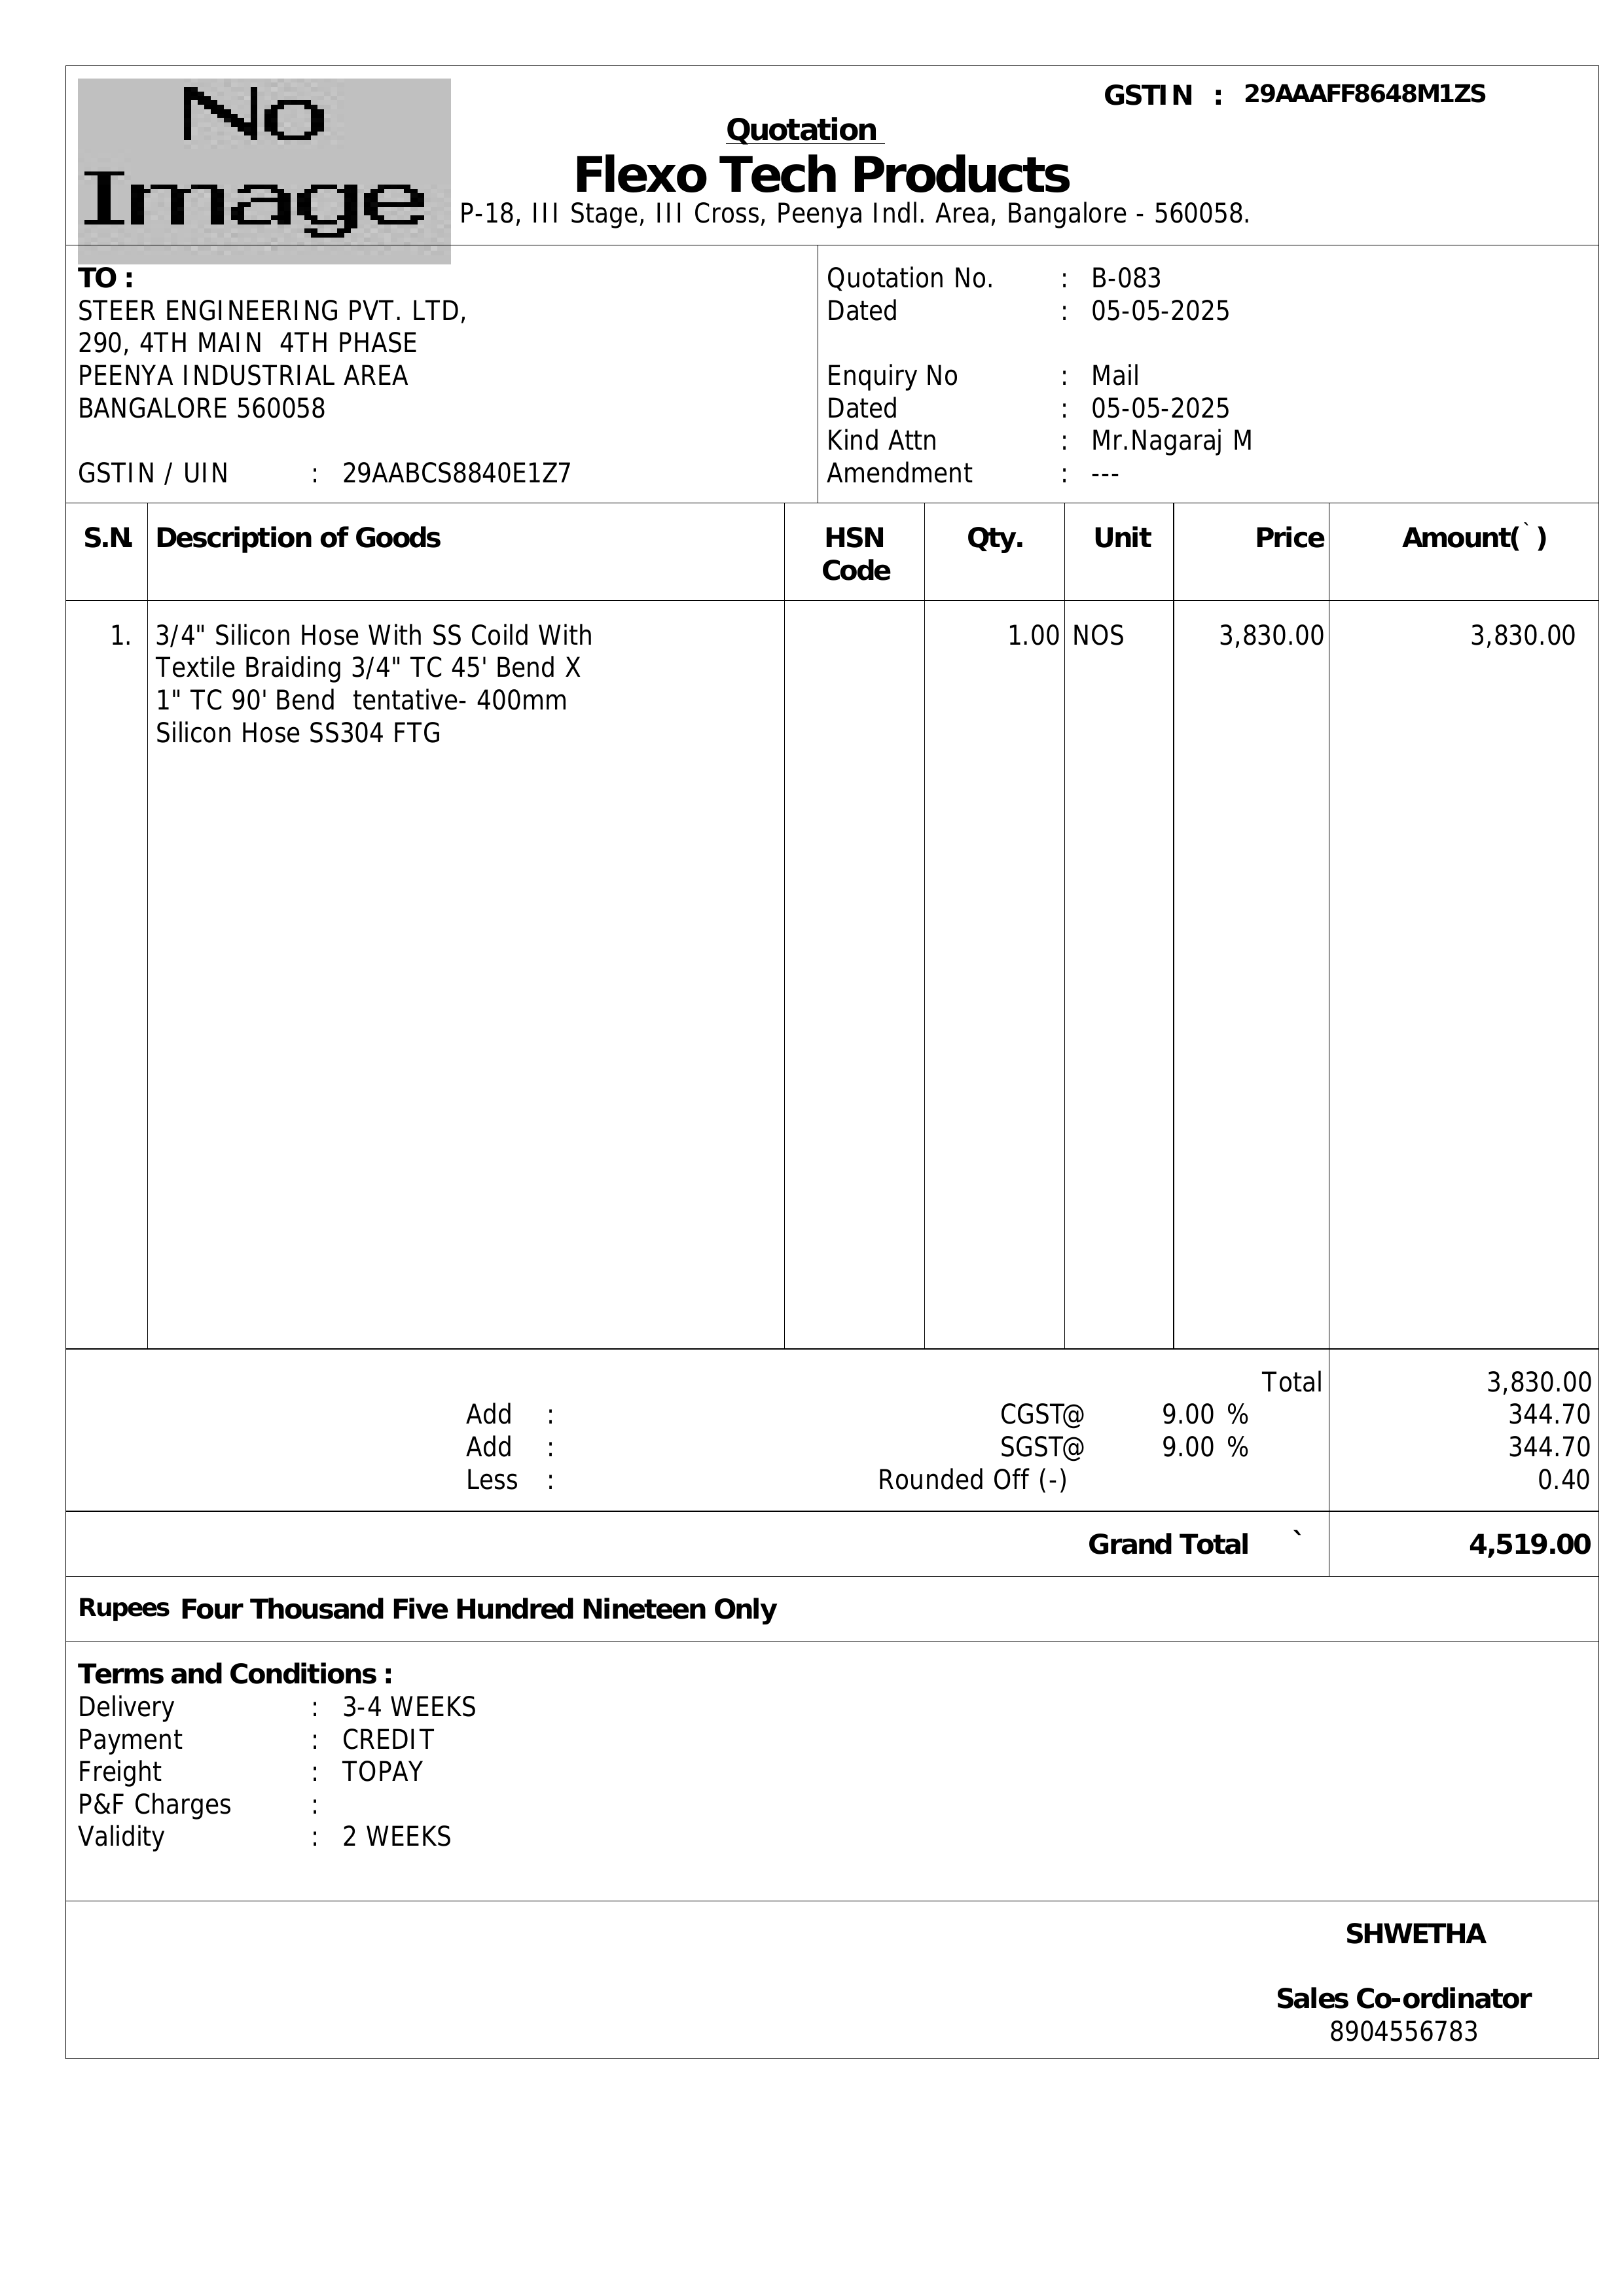 No
Image
GSTIN : 29AAAFF8648M1ZS
Quotation
Flexo Tech Products
P-18, III Stage, III Cross, Peenya Indl. Area, Bangalore - 560058.
TO :
STEER ENGINEERING PVT. LTD,
290, 4TH MAIN 4TH PHASE
PEENYA INDUSTRIAL AREA
BANGALORE 560058
GSTIN / UIN : 29AABCS8840E1Z7
Quotation No. : B-083
Dated : 05-05-2025
Enquiry No : Mail
Dated : 05-05-2025
Kind Attn : Mr.Nagaraj M
Amendment : ---
S.N. Description of Goods HSN Code Qty. Unit Price Amount(` )
1. 3/4" Silicon Hose With SS Coild With 1.00 NOS 3,830.00 3,830.00
Textile Braiding 3/4" TC 45' Bend X
1" TC 90' Bend tentative- 400mm
Silicon Hose SS304 FTG
Total 3,830.00
Add : CGST@ 9.00 % 344.70
Add : SGST@ 9.00 % 344.70
Less : Rounded Off (-) 0.40
Grand Total ` 4,519.00
Rupees Four Thousand Five Hundred Nineteen Only
Terms and Conditions :
Delivery : 3-4 WEEKS
Payment : CREDIT
Freight : TOPAY
P&F Charges :
Validity : 2 WEEKS
SHWETHA
Sales Co-ordinator
8904556783